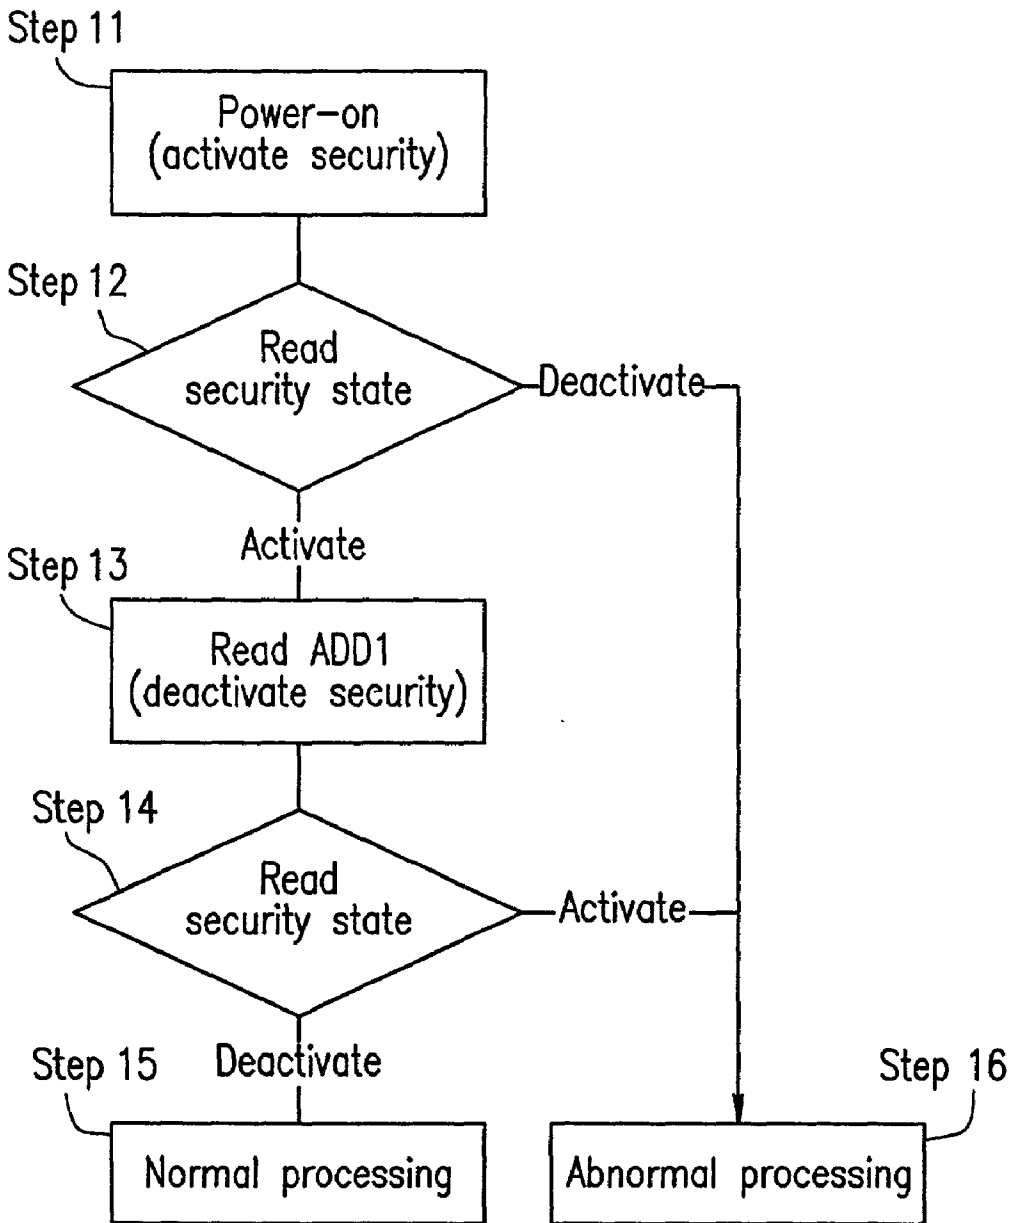 Step 11
Power-on
(activate security)
Step 12
Read
security state
Deactivate
Activate
Step 13
Read ADD1
(deactivate security)
Step 14
Read
security state
Activate
Deactivate
Step 15
Normal processing
Step 16
Abnormal processing